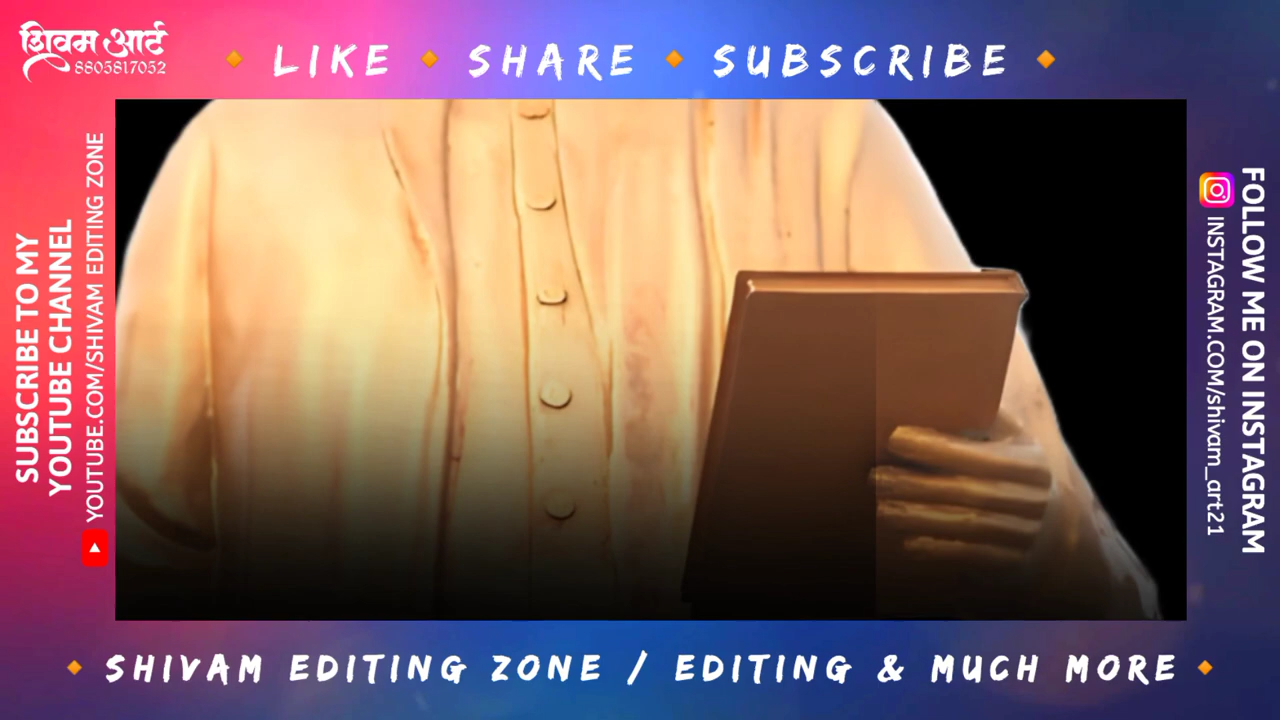 शिवम आर्ट
8805817052
LIKE SHARE SUBSCRIBE
SUBSCRIBE TO MY
YOUTUBE CHANNEL
YOUTUBE.COM/SHIVAM EDITING ZONE
FOLLOW ME ON INSTAGRAM
INSTAGRAM.COM/shivam_art21
SHIVAM EDITING ZONE / EDITING & MUCH MORE